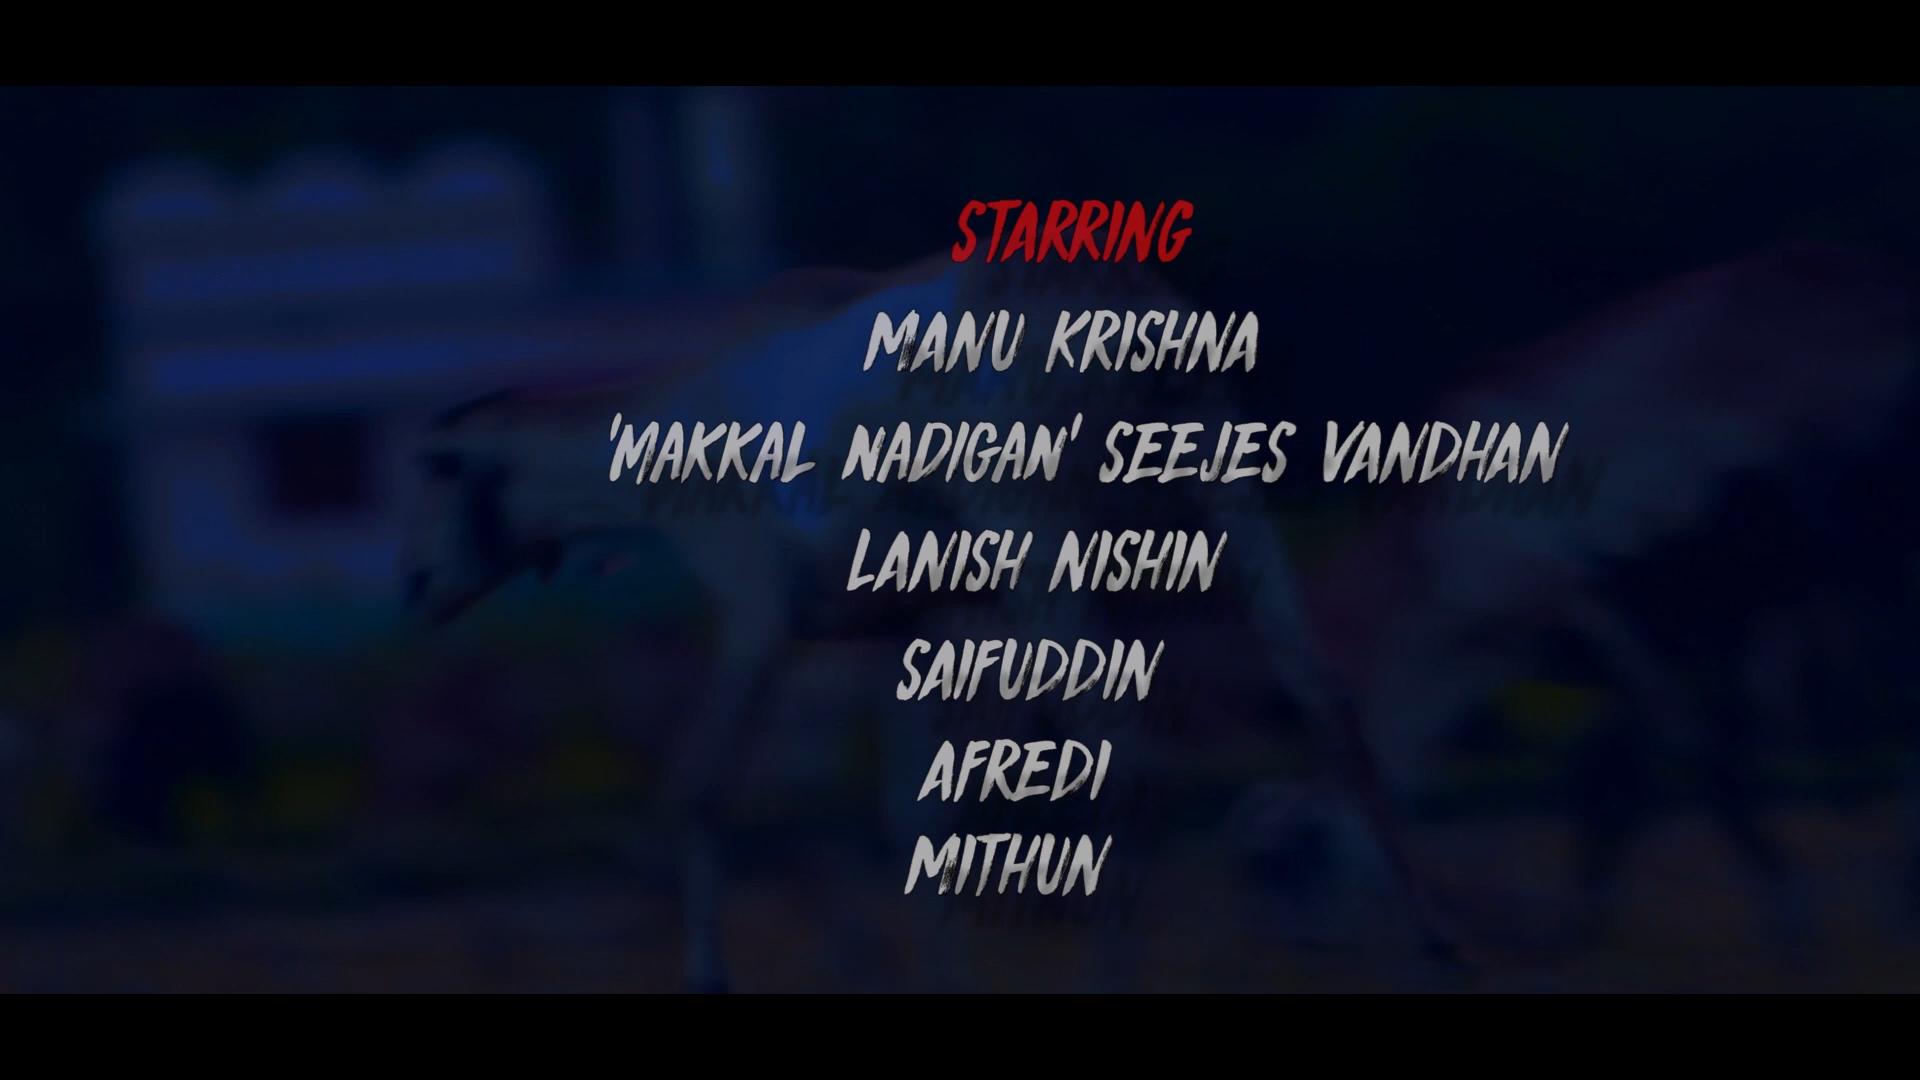 STARRING
MANU KRISHNA
'MAKKAL NADIGAN' SEEJES VANDHAN
LANISH NISHIN
SAIFUDDIN
AFREDI
MITHUN